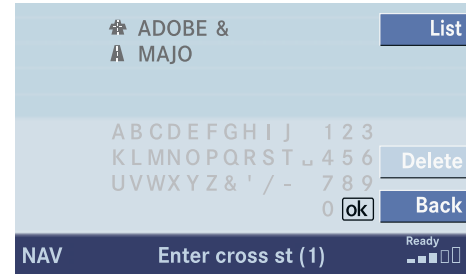 ADOBE &
List
MAJO
ABCDEFGHIJ 123
KLMNOPQRST␣456
Delete
UVWXYZ&'/- 789
0 ok
Back
NAV
Enter cross st (1)
Ready